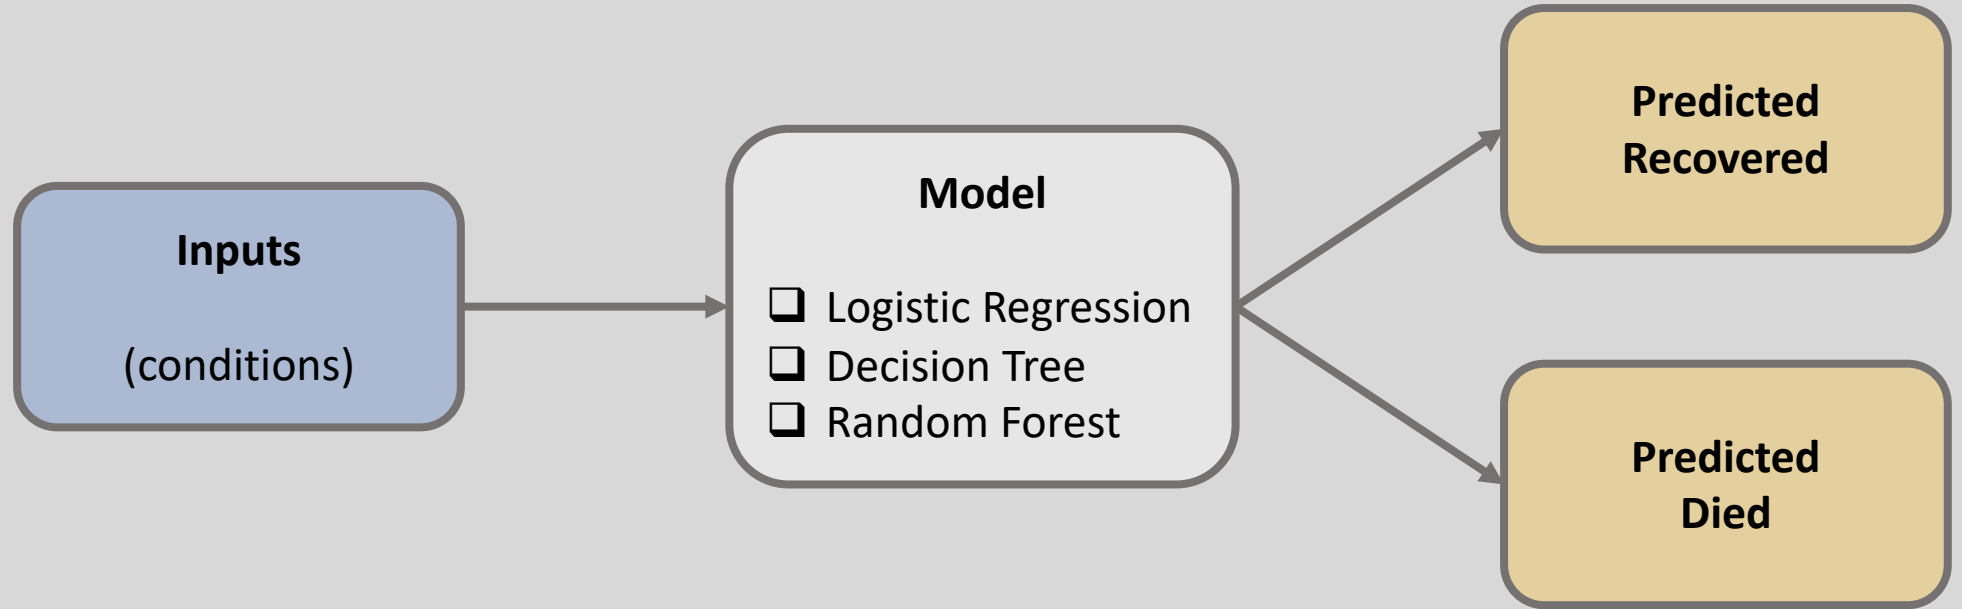 Inputs
(conditions)
Model
❑ Logistic Regression
❑ Decision Tree
❑ Random Forest
Predicted
Recovered
Predicted
Died